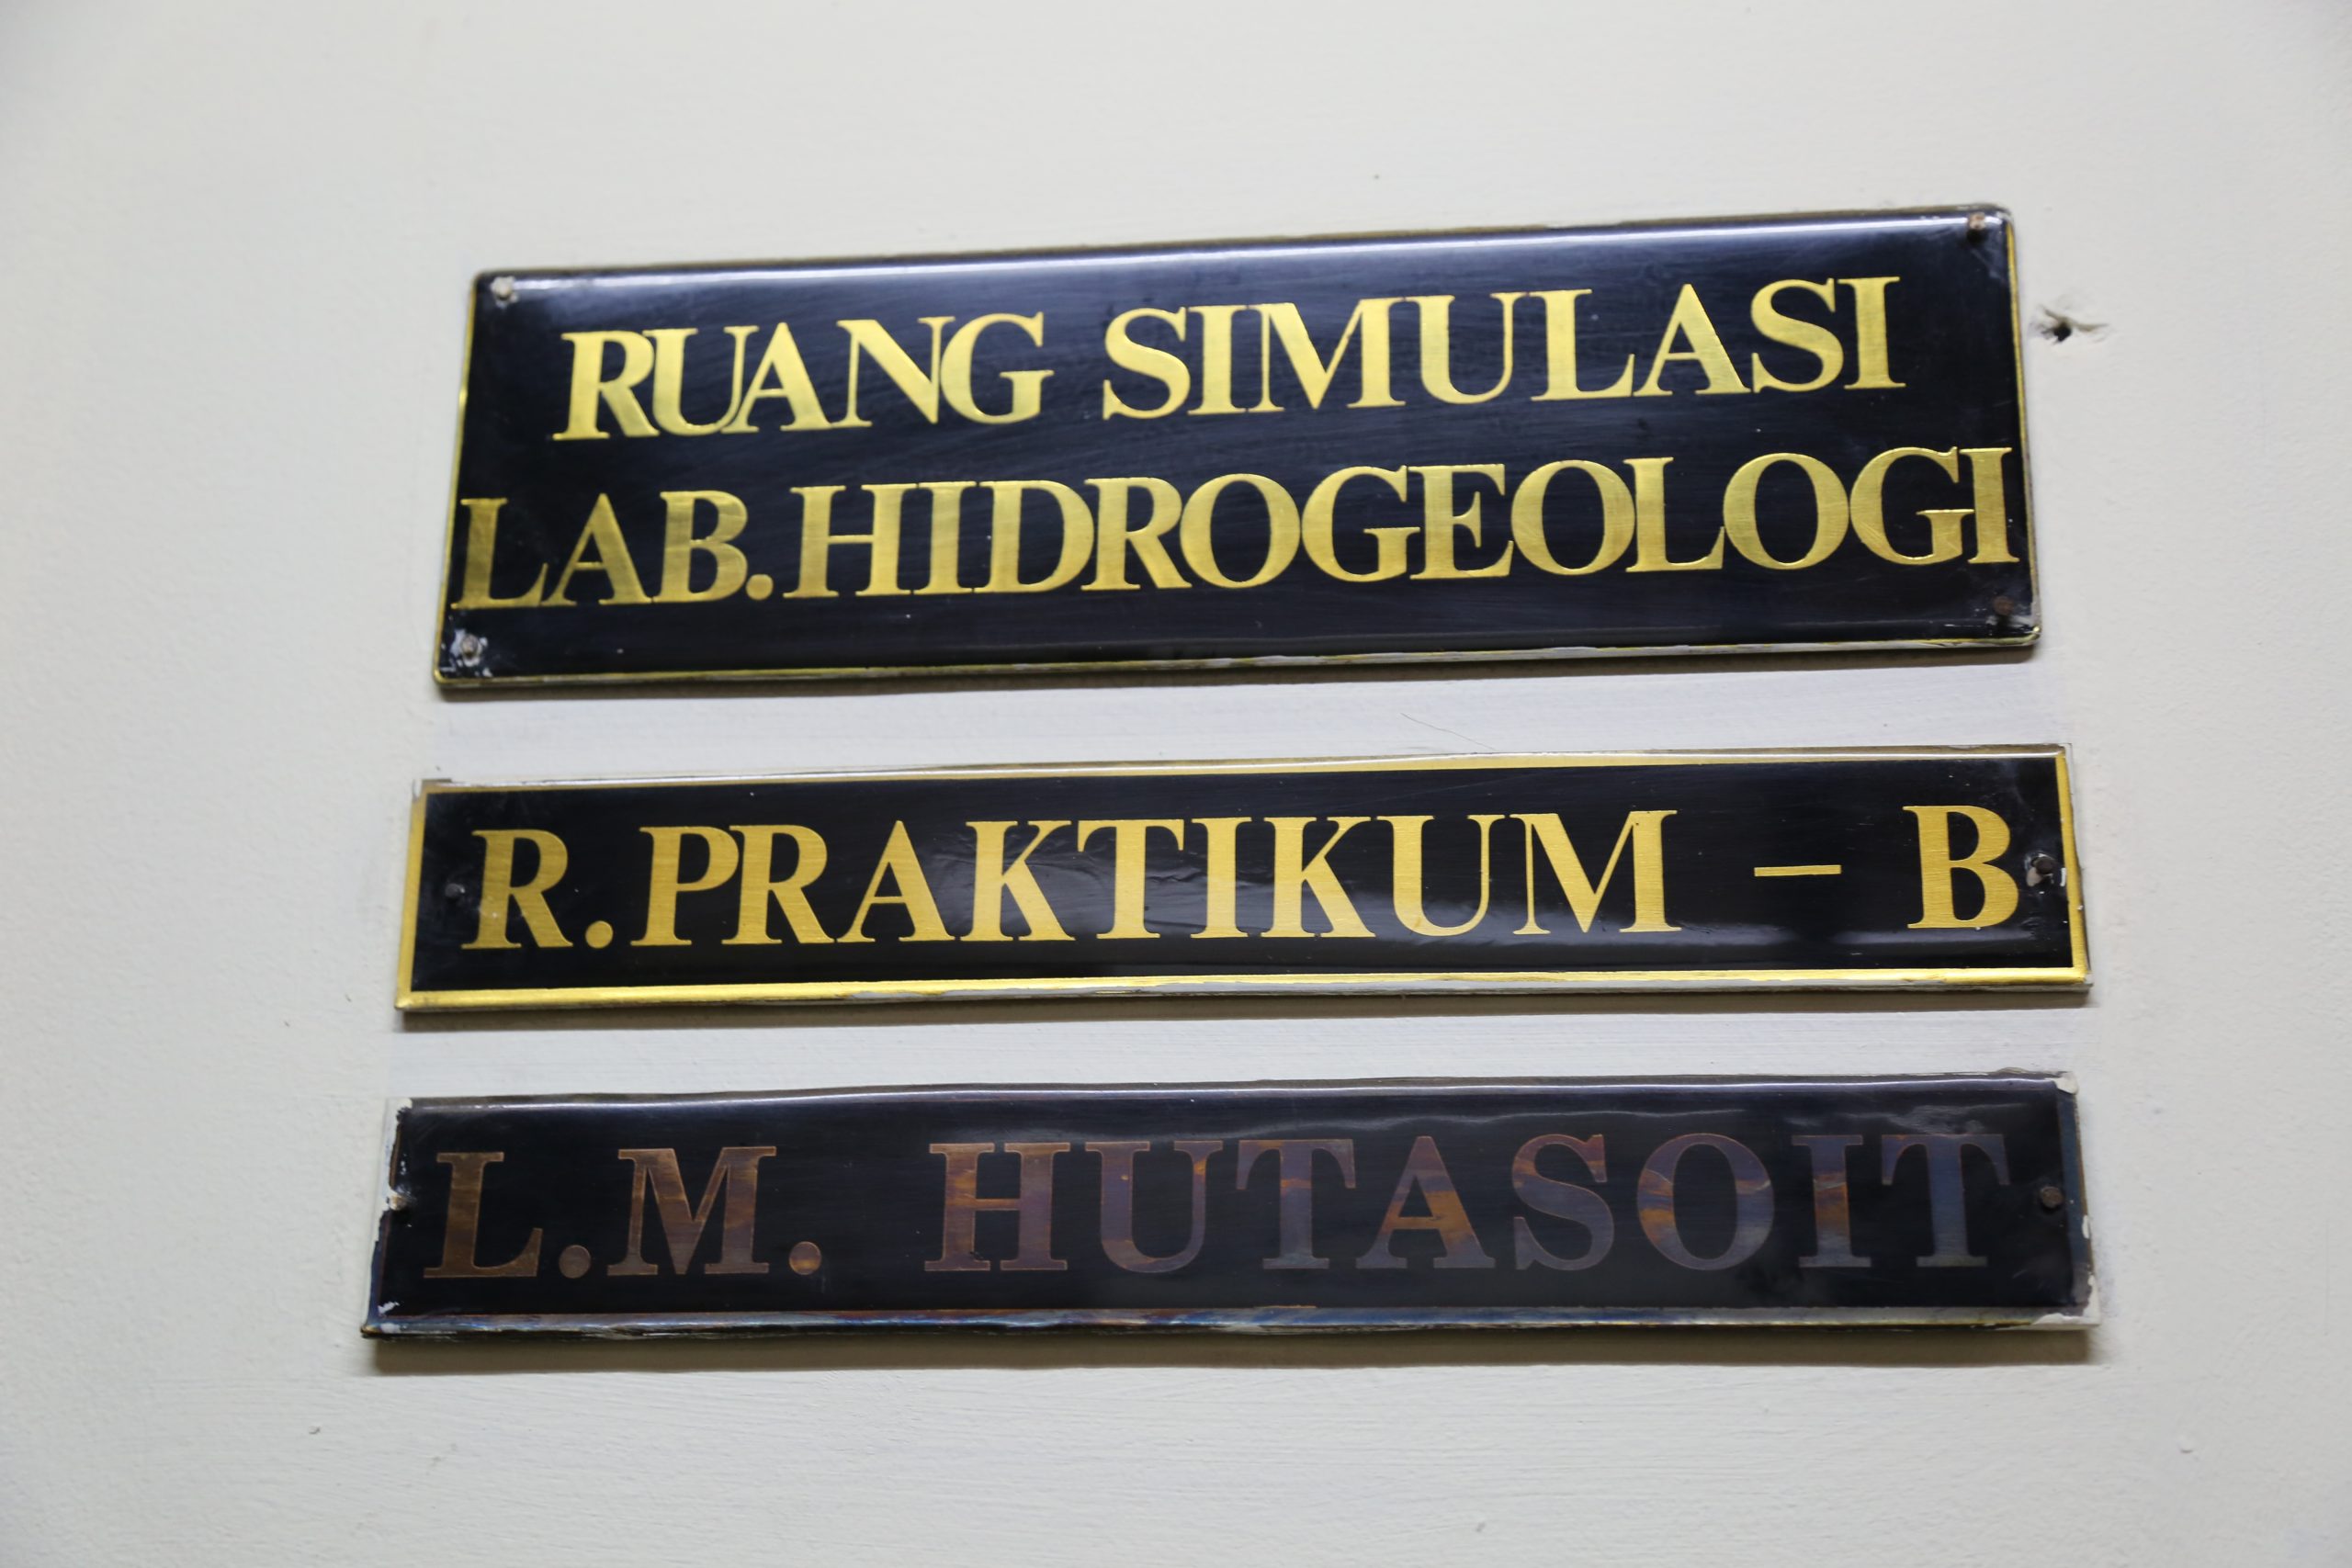 RUANG SIMULASI
LAB.HIDROGEOLOGI
R.PRAKTIKUM - B
L.M. HUTASOIT